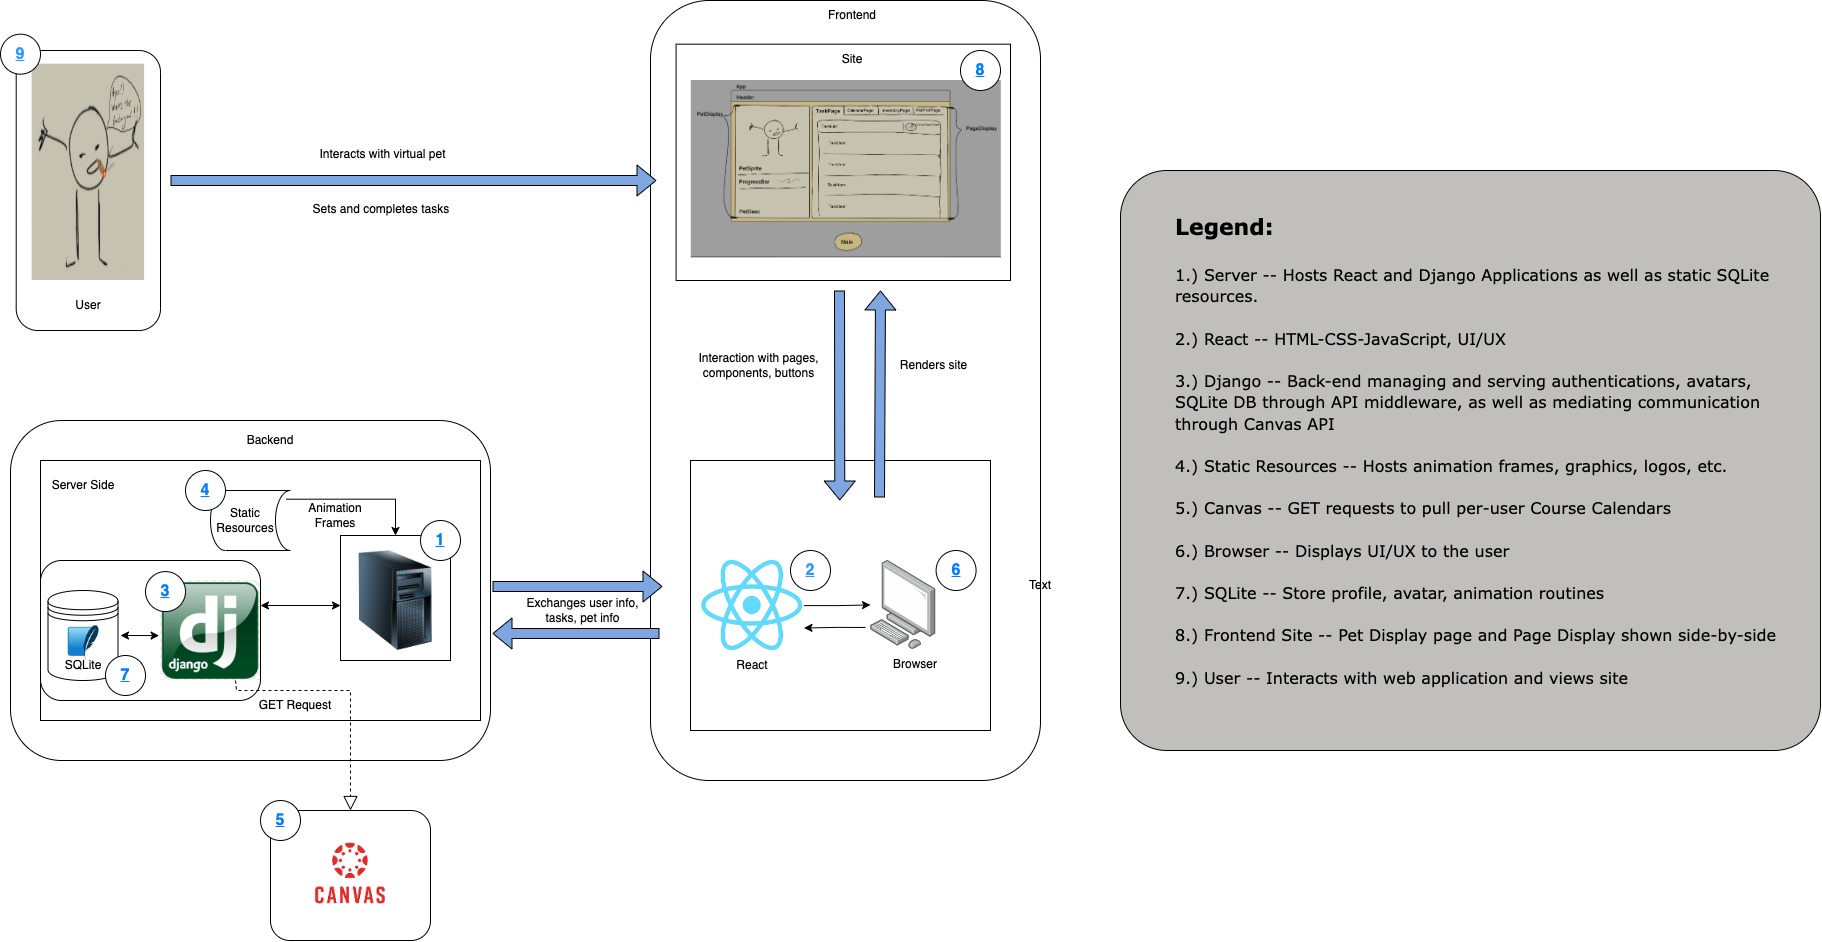 9
User
Interacts with virtual pet
Sets and completes tasks
Frontend
Site
8
App
Header
PetDisplay
TaskPage
CalendarPage
InventoryPage
PetPrefPage
PageDisplay
TaskList
TaskItem
TaskItem
TaskItem
TaskItem
PetSprite
ProgressBar
PetDesc
Main
Interaction with pages,
components, buttons
Renders site
2
6
React
Browser
Text
Backend
Server Side
4
Static
Resources
Animation
Frames
1
3
dj
django
SQLite
7
Exchanges user info,
tasks, pet info
GET Request
5
CANVAS
Legend:
1.) Server -- Hosts React and Django Applications as well as static SQLite
resources.
2.) React -- HTML-CSS-JavaScript, UI/UX
3.) Django -- Back-end managing and serving authentications, avatars,
SQLite DB through API middleware, as well as mediating communication
through Canvas API
4.) Static Resources -- Hosts animation frames, graphics, logos, etc.
5.) Canvas -- GET requests to pull per-user Course Calendars
6.) Browser -- Displays UI/UX to the user
7.) SQLite -- Store profile, avatar, animation routines
8.) Frontend Site -- Pet Display page and Page Display shown side-by-side
9.) User -- Interacts with web application and views site